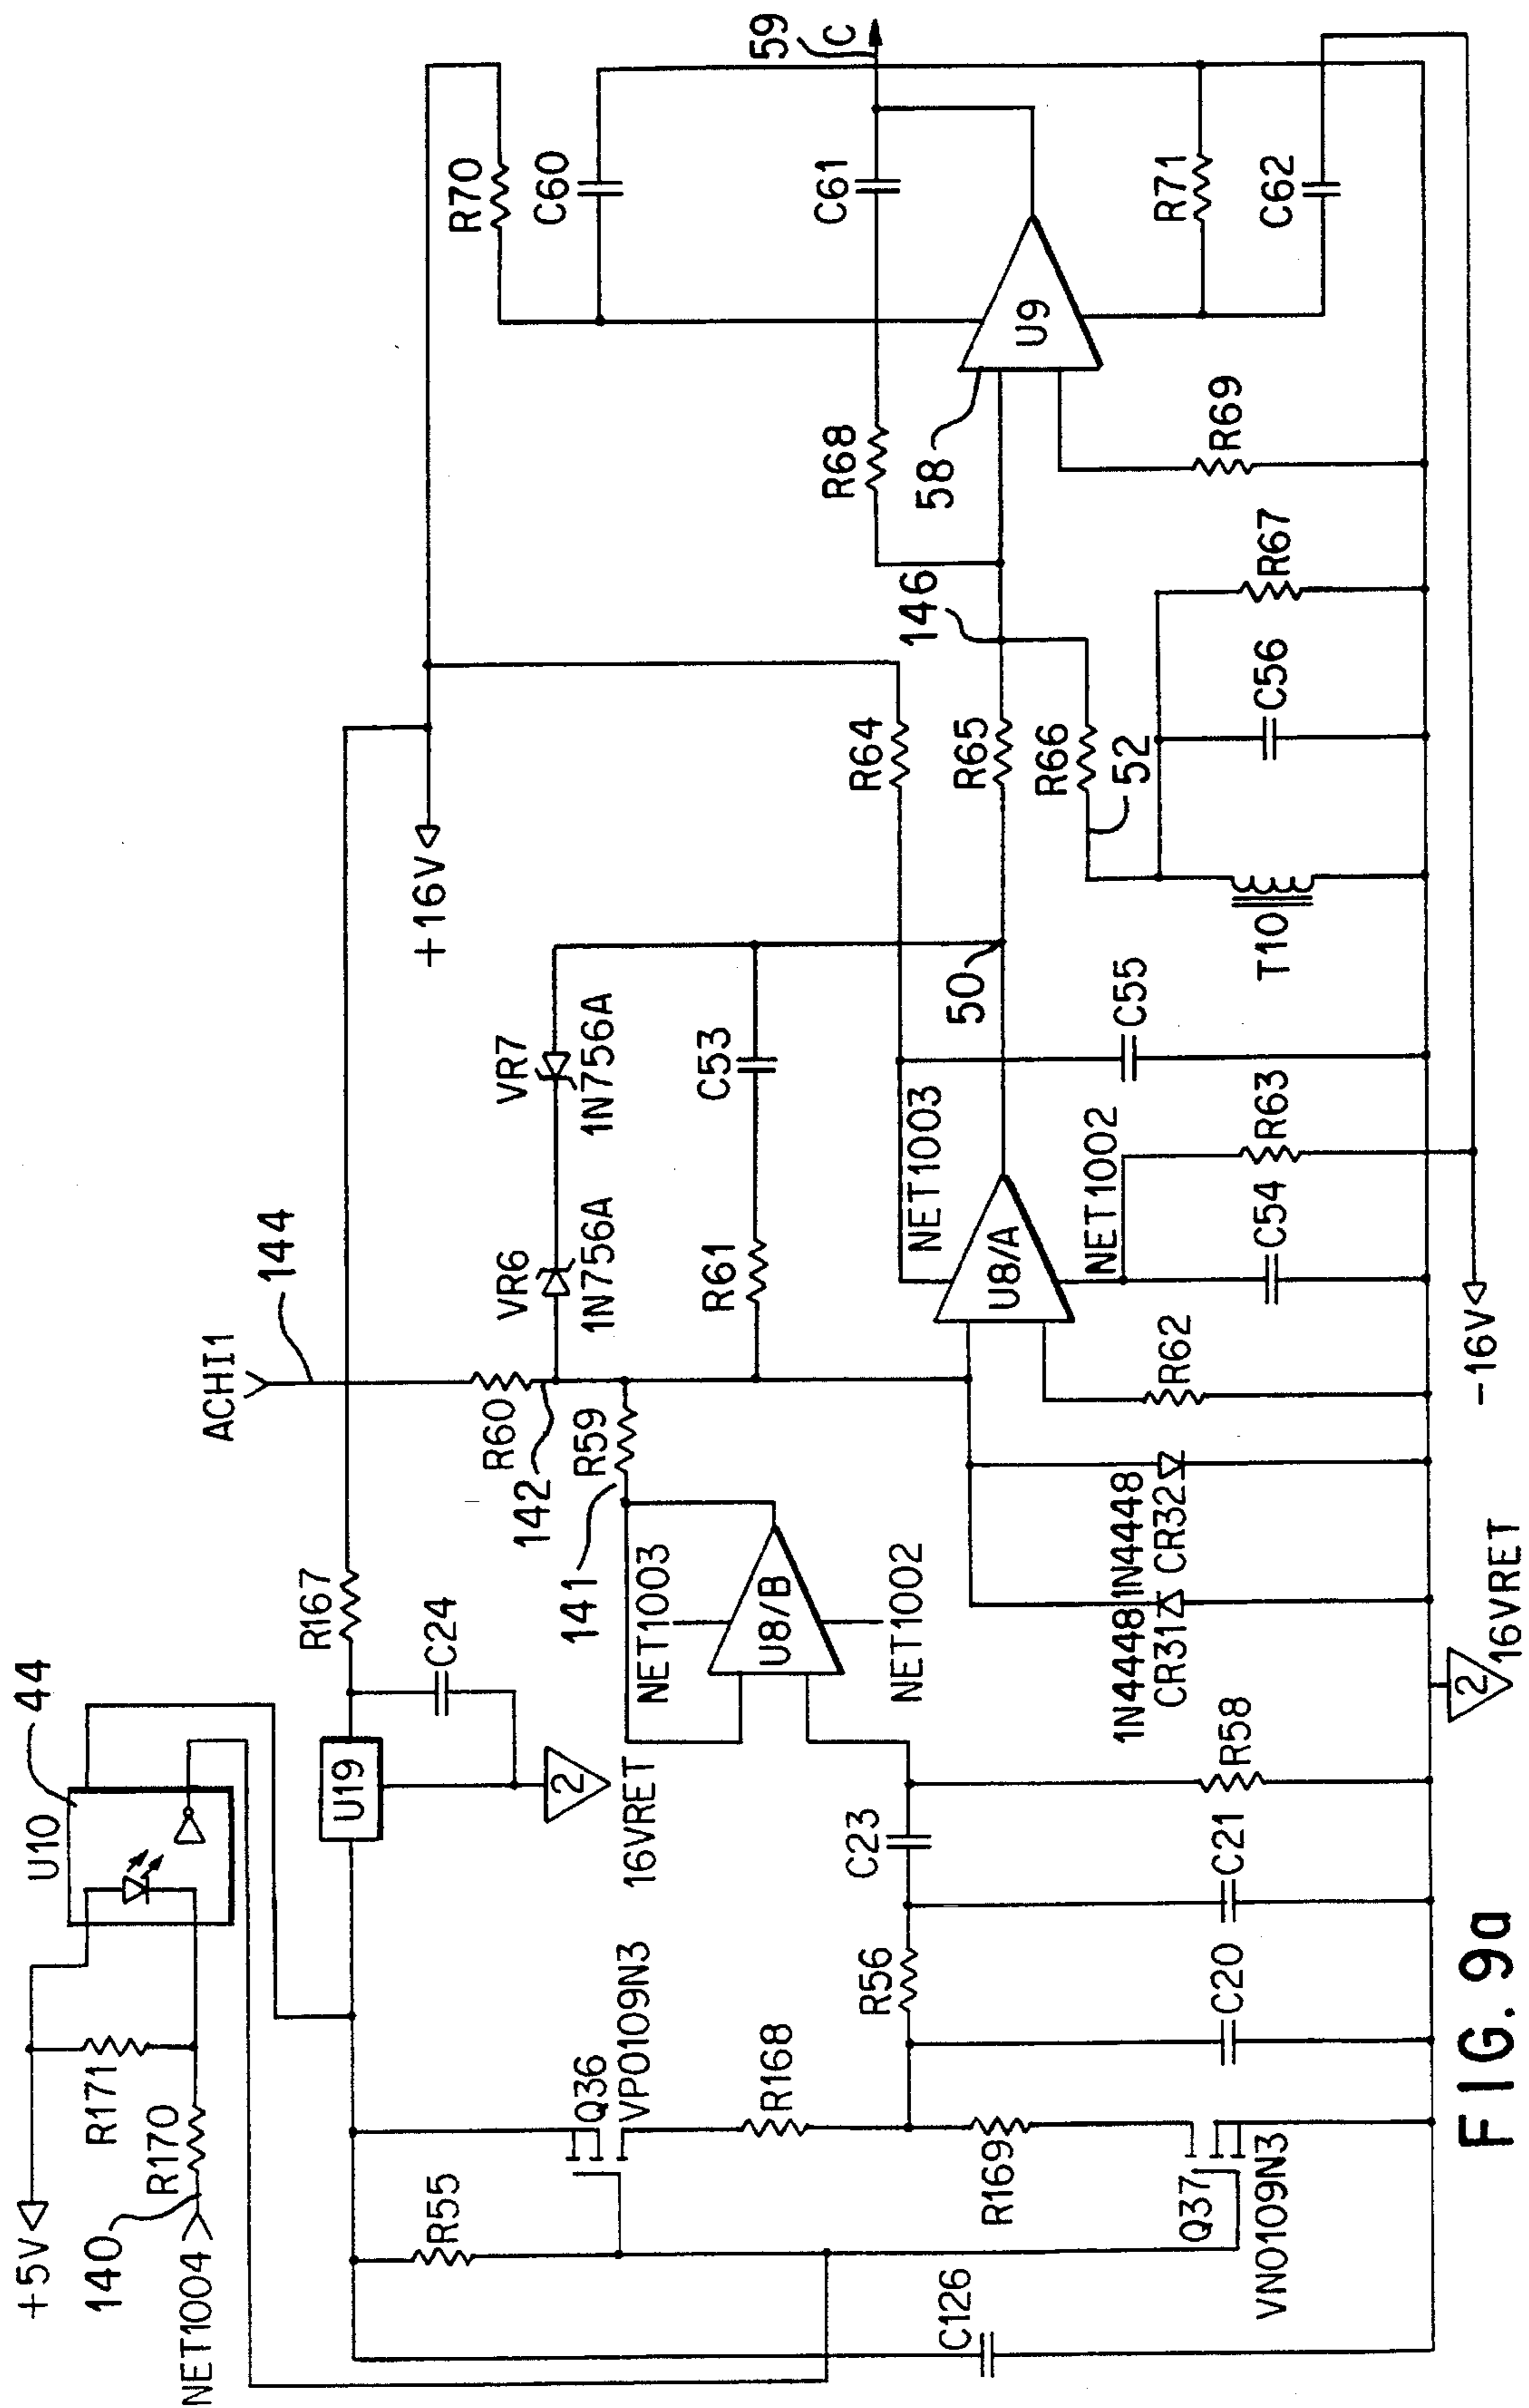 +5V
140
NET1004
R171
R170
U10
44
U19
R167
C24
2
16VRET
ACHI1
144
R60
142
R59
141
NET1003
U8/B
NET1002
VR6
1N756A
VR7
1N756A
R61
C53
+16V
R70
C60
C61
59
C
R68
58
U9
R71
C62
R69
146
R64
R65
R66
52
50
R67
C56
T10
C55
NET1003
U8/A
NET1002
R63
C54
R62
-16V
1N4448
CR31
1N4448
CR32
2
16VRET
R58
C23
C21
R56
C20
R55
Q36
VP0109N3
R168
R169
Q37
VN0109N3
C126
FIG. 9a